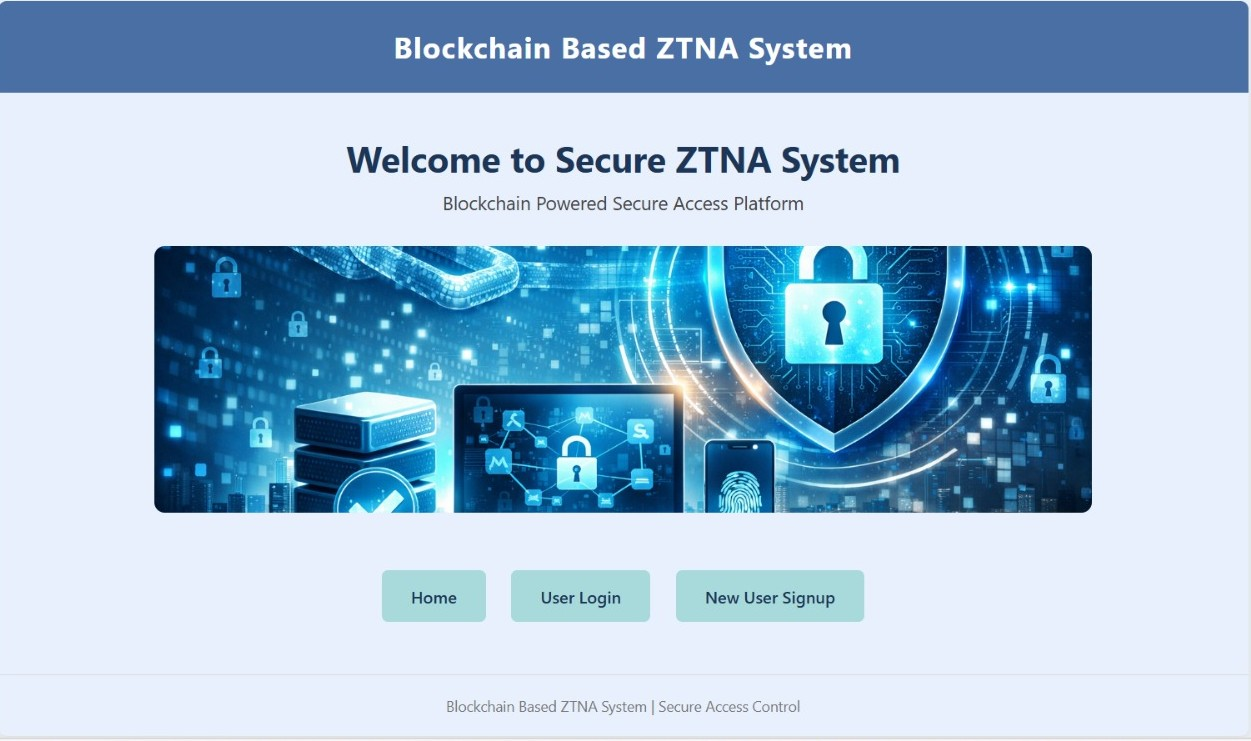 Blockchain Based ZTNA System
Welcome to Secure ZTNA System
Blockchain Powered Secure Access Platform
Home
User Login
New User Signup
Blockchain Based ZTNA System | Secure Access Control